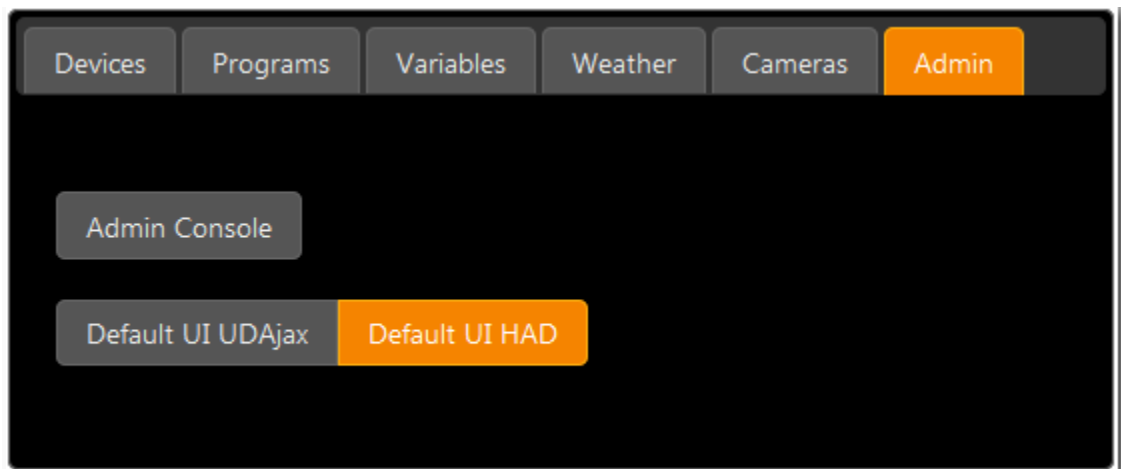 Devices Programs Variables Weather Cameras Admin
Admin Console
Default UI UDAjax Default UI HAD